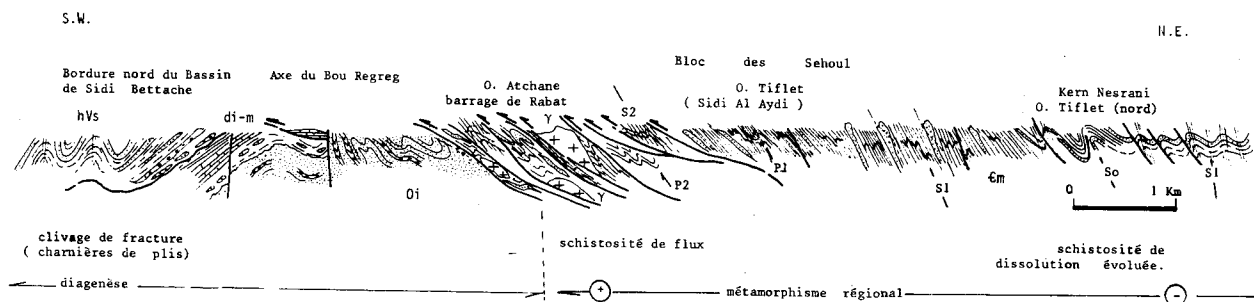 S.W.
N.E.
Bloc des Sehoul
Bordure nord du Bassin
de Sidi Bettache
Axe du Bou Regreg
O. Atchane
barrage de Rabat
O. Tiflet
( Sidi Al Aydi )
Kern Nesrani
O. Tiflet (nord)
hVs
di-m
γ
S2
Oi
γ
P2
P1
S1
€m
So
S1
0 1 Km
clivage de fracture
( charnières de plis)
schistosité de flux
schistosité de
dissolution évoluée.
diagenèse
+
métamorphisme régional
-